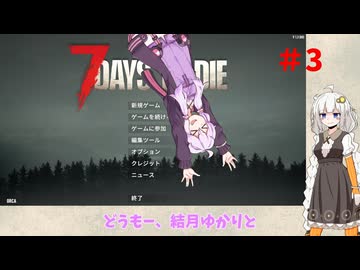 7 DAYS DIE
#3
新規ゲーム
ゲームを続ける
ゲームに参加
編集ツール
オプション
クレジット
ニュース
終了
どうもー、結月ゆかりと